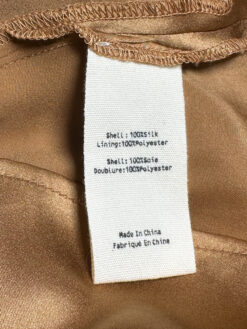 Shell: 100%Silk
Lining:100%Polyester
Shell: 100%Soie
Doublure:100%Polyester
Made In China
Fabriqué En Chine